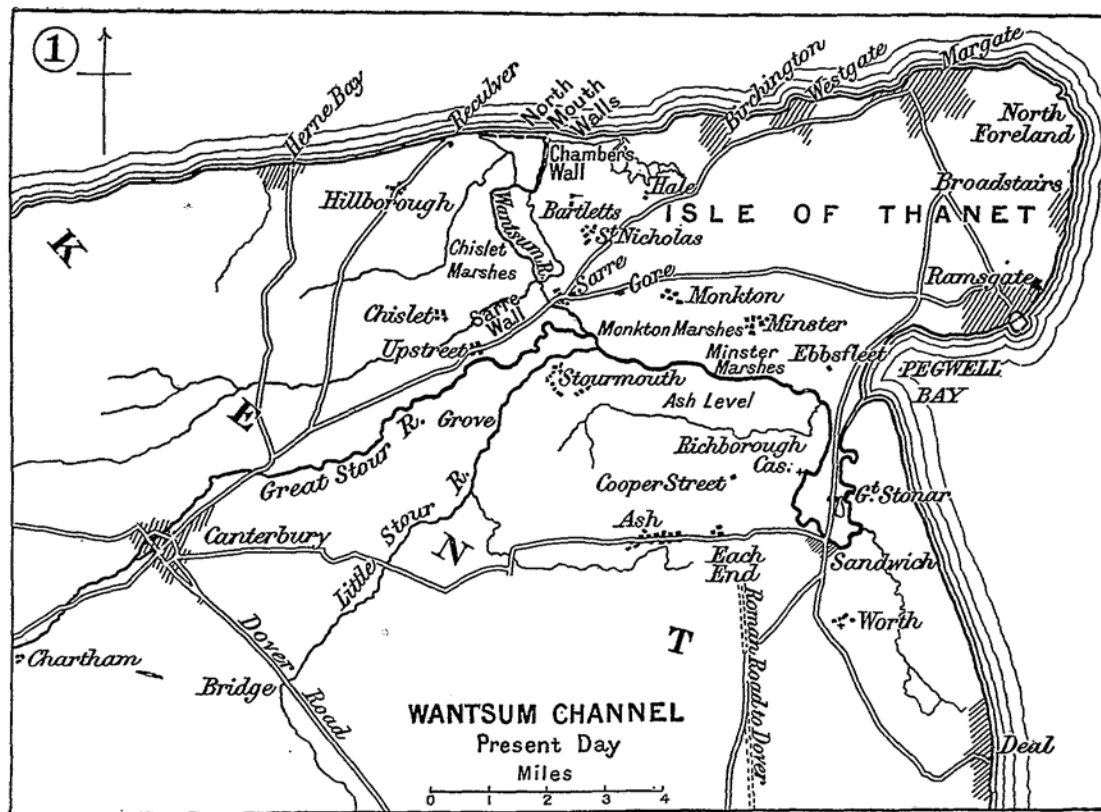 1
Herne Bay
Reculver
North
Mouth
Walls
Birchington
Westgate
Margate
North
Foreland
Chamber's
Wall
Hale
Hillborough
Bartletts
Broadstairs
ISLE OF THANET
Wantsum R.
St Nicholas
Chislet
Marshes
Sarre
Gore
Ramsgate
Monkton
Chislet
Sarre
Wall
Monkton Marshes
Minster
Upstreet
Minster
Marshes
Ebbsfleet
PEGWELL
BAY
Stourmouth
Ash Level
KENT
Great Stour R.
Grove
Richborough
Cas:
Cooper Street
Gt. Stonar
Little Stour R.
Canterbury
Ash
Each
End
Sandwich
Roman Road to Dover
Worth
Chartham
Dover Road
Bridge
WANTSUM CHANNEL
Present Day
Miles
0 1 2 3 4
Deal